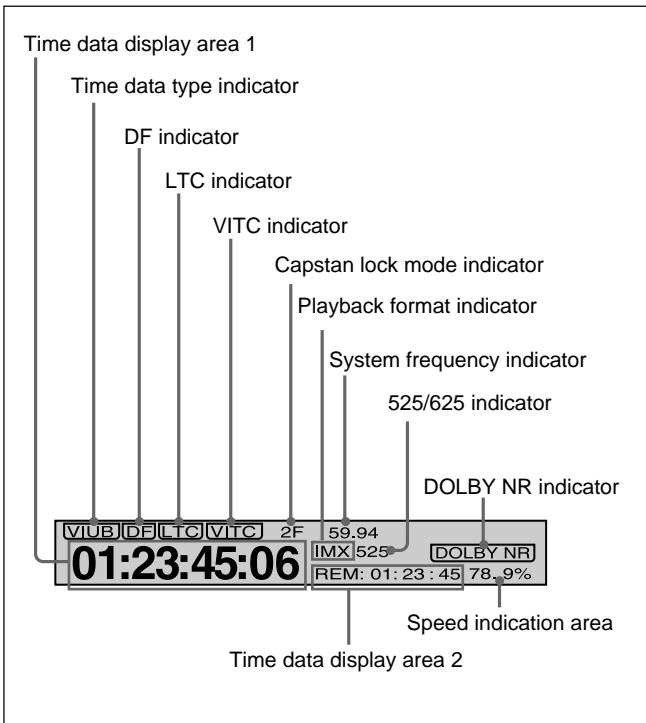 Time data display area 1
Time data type indicator
DF indicator
LTC indicator
VITC indicator
Capstan lock mode indicator
Playback format indicator
System frequency indicator
525/625 indicator
DOLBY NR indicator
VIUB DF LTC VITC 2F 59.94
01:23:45:06 IMX 525 DOLBY NR
REM: 01:23:45 78.9%
Speed indication area
Time data display area 2